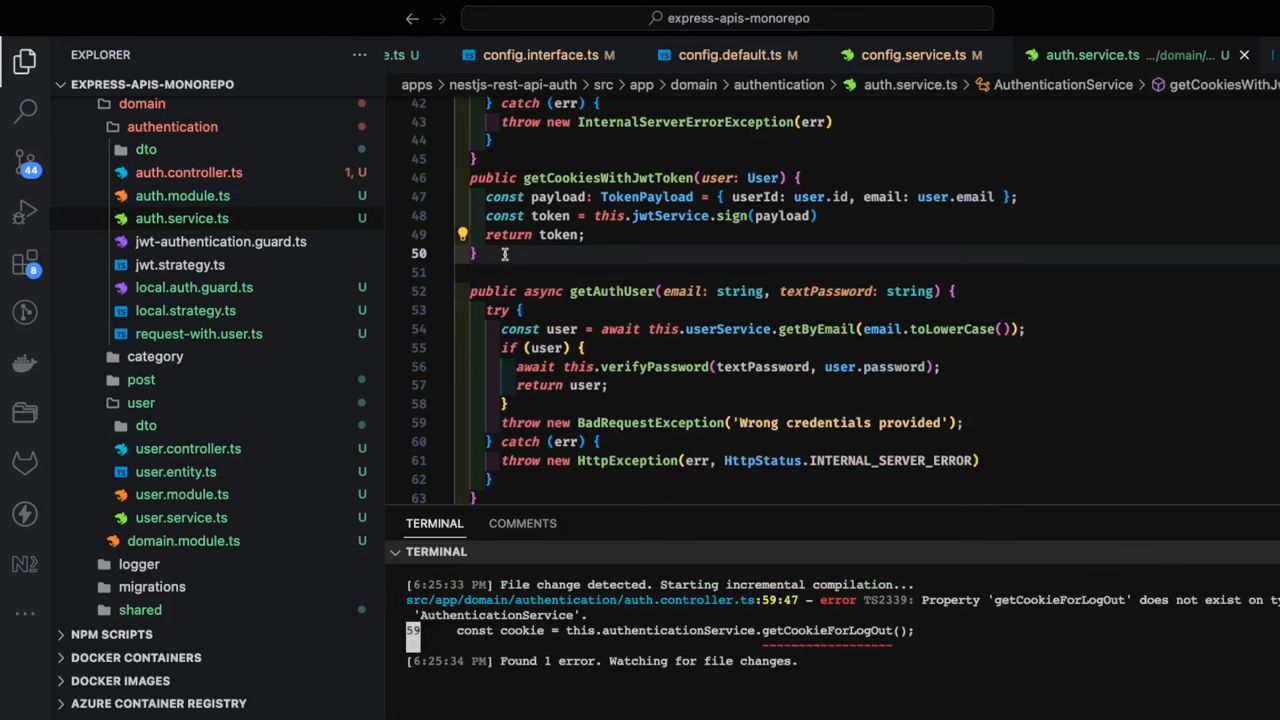 express-apis-monorepo
EXPLORER
EXPRESS-APIS-MONOREPO
domain
authentication
dto
auth.controller.ts 1, U
auth.module.ts U
auth.service.ts U
jwt-authentication.guard.ts
jwt.strategy.ts
local.auth.guard.ts U
local.strategy.ts U
request-with.user.ts U
category
post
user
dto
user.controller.ts U
user.entity.ts U
user.module.ts U
user.service.ts U
domain.module.ts U
logger
migrations
shared
NPM SCRIPTS
DOCKER CONTAINERS
DOCKER IMAGES
AZURE CONTAINER REGISTRY
44
8
e.ts U config.interface.ts M config.default.ts M config.service.ts M auth.service.ts .../domain/... U
apps > nestjs-rest-api-auth > src > app > domain > authentication > auth.service.ts > AuthenticationService > getCookiesWithJw
42 } catch (err) {
43 throw new InternalServerErrorException(err)
44 }
45 }
46 public getCookiesWithJwtToken(user: User) {
47 const payload: TokenPayload = { userId: user.id, email: user.email };
48 const token = this.jwtService.sign(payload)
49 return token;
50 }
51
52 public async getAuthUser(email: string, textPassword: string) {
53 try {
54 const user = await this.userService.getByEmail(email.toLowerCase());
55 if (user) {
56 await this.verifyPassword(textPassword, user.password);
57 return user;
58 }
59 throw new BadRequestException('Wrong credentials provided');
60 } catch (err) {
61 throw new HttpException(err, HttpStatus.INTERNAL_SERVER_ERROR)
62 }
63 }
TERMINAL COMMENTS
TERMINAL
[6:25:33 PM] File change detected. Starting incremental compilation...
src/app/domain/authentication/auth.controller.ts:59:47 - error TS2339: Property 'getCookieForLogOut' does not exist on ty
'AuthenticationService'.
59 const cookie = this.authenticationService.getCookieForLogOut();
~~~~~~~~~~~~~~~~~~
[6:25:34 PM] Found 1 error. Watching for file changes.